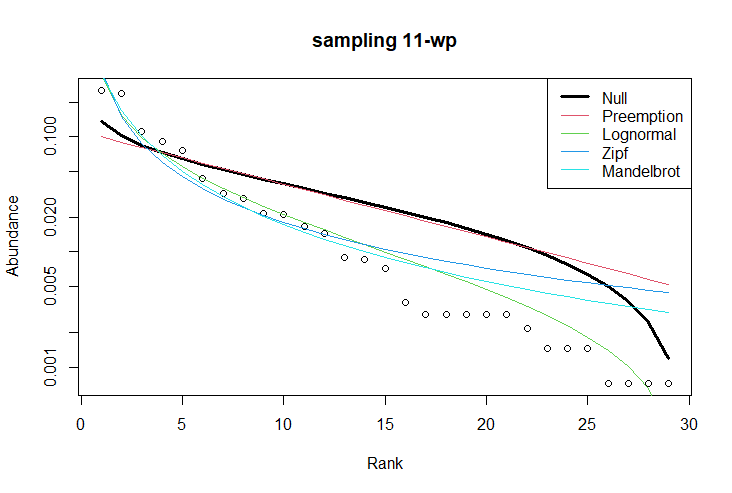 sampling 11-wp
Null
Preemption
Lognormal
Zipf
Mandelbrot
Abundance
0.100
0.020
0.005
0.001
0
5
10
15
20
25
30
Rank